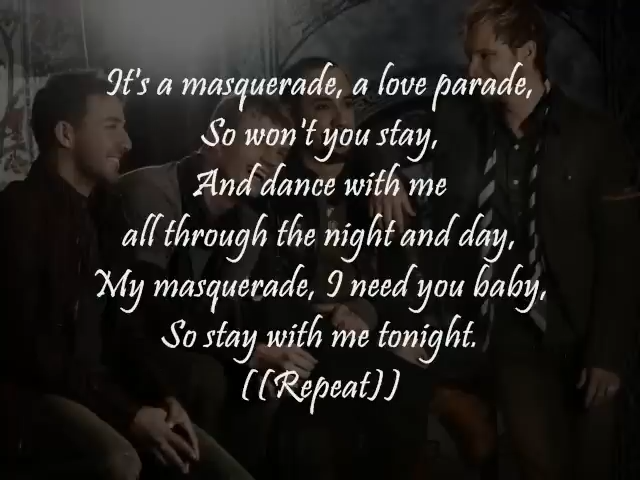 It's a masquerade, a love parade,
So won't you stay,
And dance with me
all through the night and day,
My masquerade, I need you baby,
So stay with me tonight.
((Repeat))